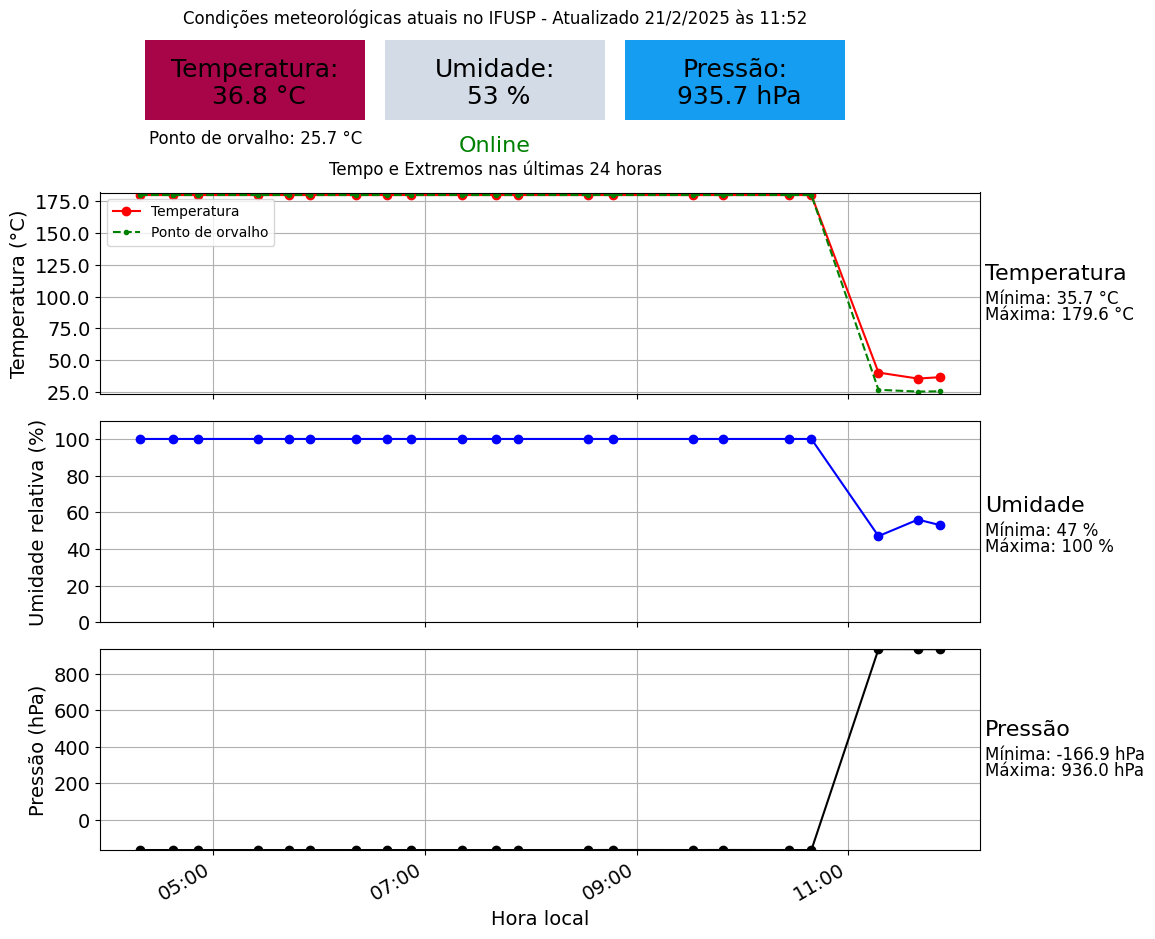 Condições meteorológicas atuais no IFUSP - Atualizado 21/2/2025 às 11:52
Temperatura:
36.8 °C
Umidade:
53 %
Pressão:
935.7 hPa
Ponto de orvalho: 25.7 °C
Online
Tempo e Extremos nas últimas 24 horas
Temperatura (°C)
175.0
150.0
125.0
100.0
75.0
50.0
25.0
Temperatura
Ponto de orvalho
Temperatura
Mínima: 35.7 °C
Máxima: 179.6 °C
Umidade relativa (%)
100
80
60
40
20
0
Umidade
Mínima: 47 %
Máxima: 100 %
Pressão (hPa)
800
600
400
200
0
Pressão
Mínima: -166.9 hPa
Máxima: 936.0 hPa
05:00
07:00
09:00
11:00
Hora local